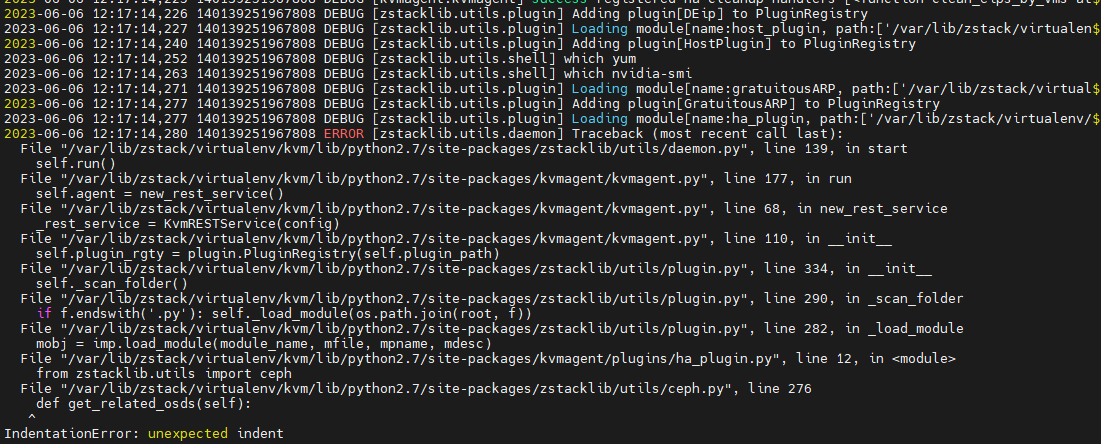 2023-06-06 12:17:14,225 140139251967808 DEBUG [kvmagent.kvmagent] success registered ha cleanup handlers [<function clean_eips_by_vms at$
2023-06-06 12:17:14,226 140139251967808 DEBUG [zstacklib.utils.plugin] Adding plugin[DEip] to PluginRegistry
2023-06-06 12:17:14,227 140139251967808 DEBUG [zstacklib.utils.plugin] Loading module[name:host_plugin, path:['/var/lib/zstack/virtualen$
2023-06-06 12:17:14,240 140139251967808 DEBUG [zstacklib.utils.plugin] Adding plugin[HostPlugin] to PluginRegistry
2023-06-06 12:17:14,252 140139251967808 DEBUG [zstacklib.utils.shell] which yum
2023-06-06 12:17:14,263 140139251967808 DEBUG [zstacklib.utils.shell] which nvidia-smi
2023-06-06 12:17:14,271 140139251967808 DEBUG [zstacklib.utils.plugin] Loading module[name:gratuitousARP, path:['/var/lib/zstack/virtual$
2023-06-06 12:17:14,277 140139251967808 DEBUG [zstacklib.utils.plugin] Adding plugin[GratuitousARP] to PluginRegistry
2023-06-06 12:17:14,277 140139251967808 DEBUG [zstacklib.utils.plugin] Loading module[name:ha_plugin, path:['/var/lib/zstack/virtualenv/$
2023-06-06 12:17:14,280 140139251967808 ERROR [zstacklib.utils.daemon] Traceback (most recent call last):
File "/var/lib/zstack/virtualenv/kvm/lib/python2.7/site-packages/zstacklib/utils/daemon.py", line 139, in start
self.run()
File "/var/lib/zstack/virtualenv/kvm/lib/python2.7/site-packages/kvmagent/kvmagent.py", line 177, in run
self.agent = new_rest_service()
File "/var/lib/zstack/virtualenv/kvm/lib/python2.7/site-packages/kvmagent/kvmagent.py", line 68, in new_rest_service
_rest_service = KvmRESTService(config)
File "/var/lib/zstack/virtualenv/kvm/lib/python2.7/site-packages/kvmagent/kvmagent.py", line 110, in __init__
self.plugin_rgty = plugin.PluginRegistry(self.plugin_path)
File "/var/lib/zstack/virtualenv/kvm/lib/python2.7/site-packages/zstacklib/utils/plugin.py", line 334, in __init__
self._scan_folder()
File "/var/lib/zstack/virtualenv/kvm/lib/python2.7/site-packages/zstacklib/utils/plugin.py", line 290, in _scan_folder
if f.endswith('.py'): self._load_module(os.path.join(root, f))
File "/var/lib/zstack/virtualenv/kvm/lib/python2.7/site-packages/zstacklib/utils/plugin.py", line 282, in _load_module
mobj = imp.load_module(module_name, mfile, mpname, mdesc)
File "/var/lib/zstack/virtualenv/kvm/lib/python2.7/site-packages/kvmagent/plugins/ha_plugin.py", line 12, in <module>
from zstacklib.utils import ceph
File "/var/lib/zstack/virtualenv/kvm/lib/python2.7/site-packages/zstacklib/utils/ceph.py", line 276
def get_related_osds(self):
^
IndentationError: unexpected indent